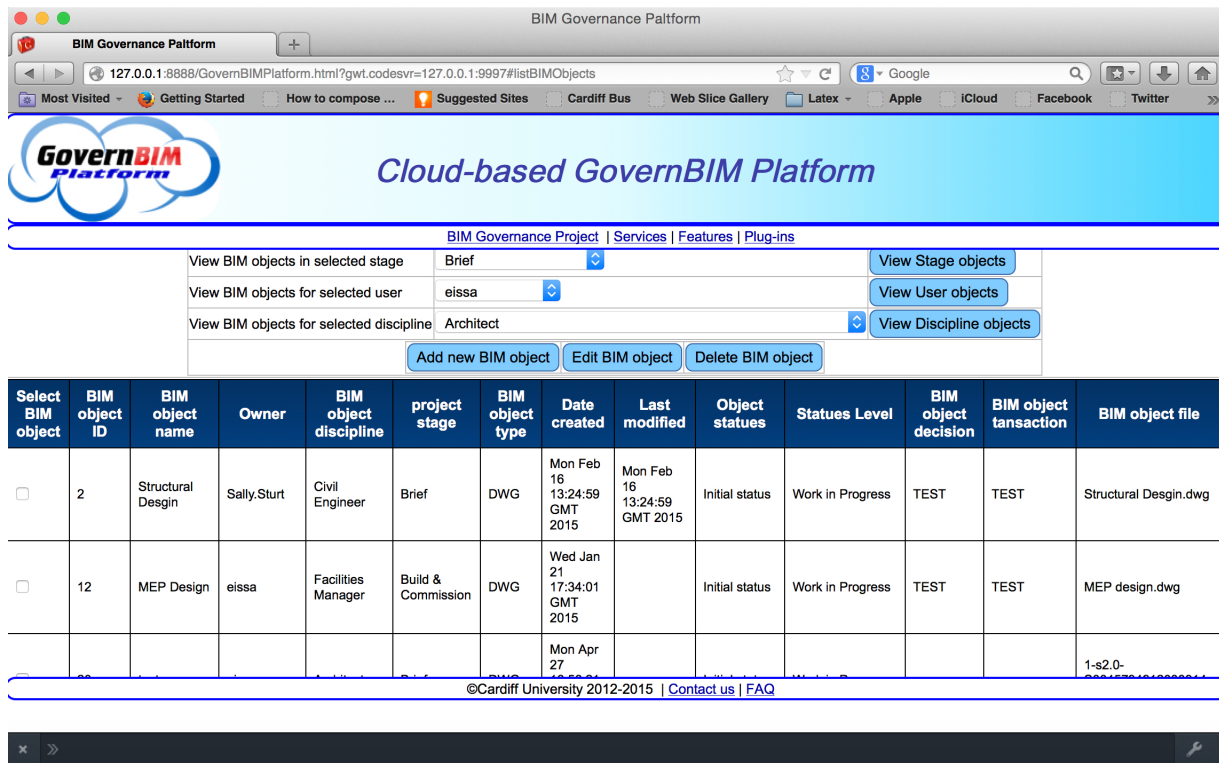 BIM Governance Paltform
BIM Governance Paltform
127.0.0.1:8888/GovernBIMPlatform.html?gwt.codesvr=127.0.0.1:9997#listBIMObjects
Google
Most Visited
Getting Started
How to compose ...
Suggested Sites
Cardiff Bus
Web Slice Gallery
Latex
Apple
iCloud
Facebook
Twitter
GovernBIM
Platform
Cloud-based GovernBIM Platform
BIM Governance Project | Services | Features | Plug-ins
View BIM objects in selected stage Brief View Stage objects
View BIM objects for selected user eissa View User objects
View BIM objects for selected discipline Architect View Discipline objects
Add new BIM object Edit BIM object Delete BIM object
Select BIM object
BIM object ID
BIM object name
Owner
BIM object discipline
project stage
BIM object type
Date created
Last modified
Object statues
Statues Level
BIM object decision
BIM object tansaction
BIM object file
2
Structural Desgin
Sally.Sturt
Civil Engineer
Brief
DWG
Mon Feb 16 13:24:59 GMT 2015
Mon Feb 16 13:24:59 GMT 2015
Initial status
Work in Progress
TEST
TEST
Structural Desgin.dwg
12
MEP Design
eissa
Facilities Manager
Build & Commission
DWG
Wed Jan 21 17:34:01 GMT 2015
Initial status
Work in Progress
TEST
TEST
MEP design.dwg
Mon Apr 27
1-s2.0-
©Cardiff University 2012-2015 | Contact us | FAQ